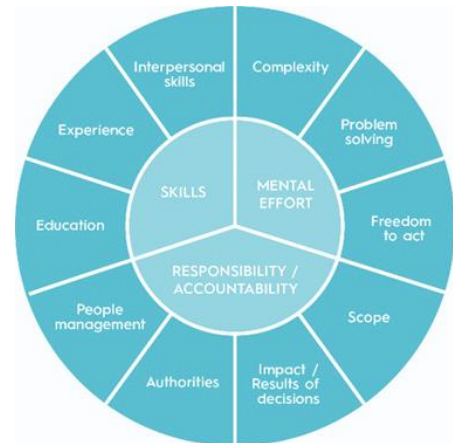 Interpersonal
skills
Complexity
Problem
solving
Freedom
to act
Scope
Impact /
Results of
decisions
Authorities
People
management
Education
Experience
SKILLS
MENTAL
EFFORT
RESPONSIBILITY /
ACCOUNTABILITY